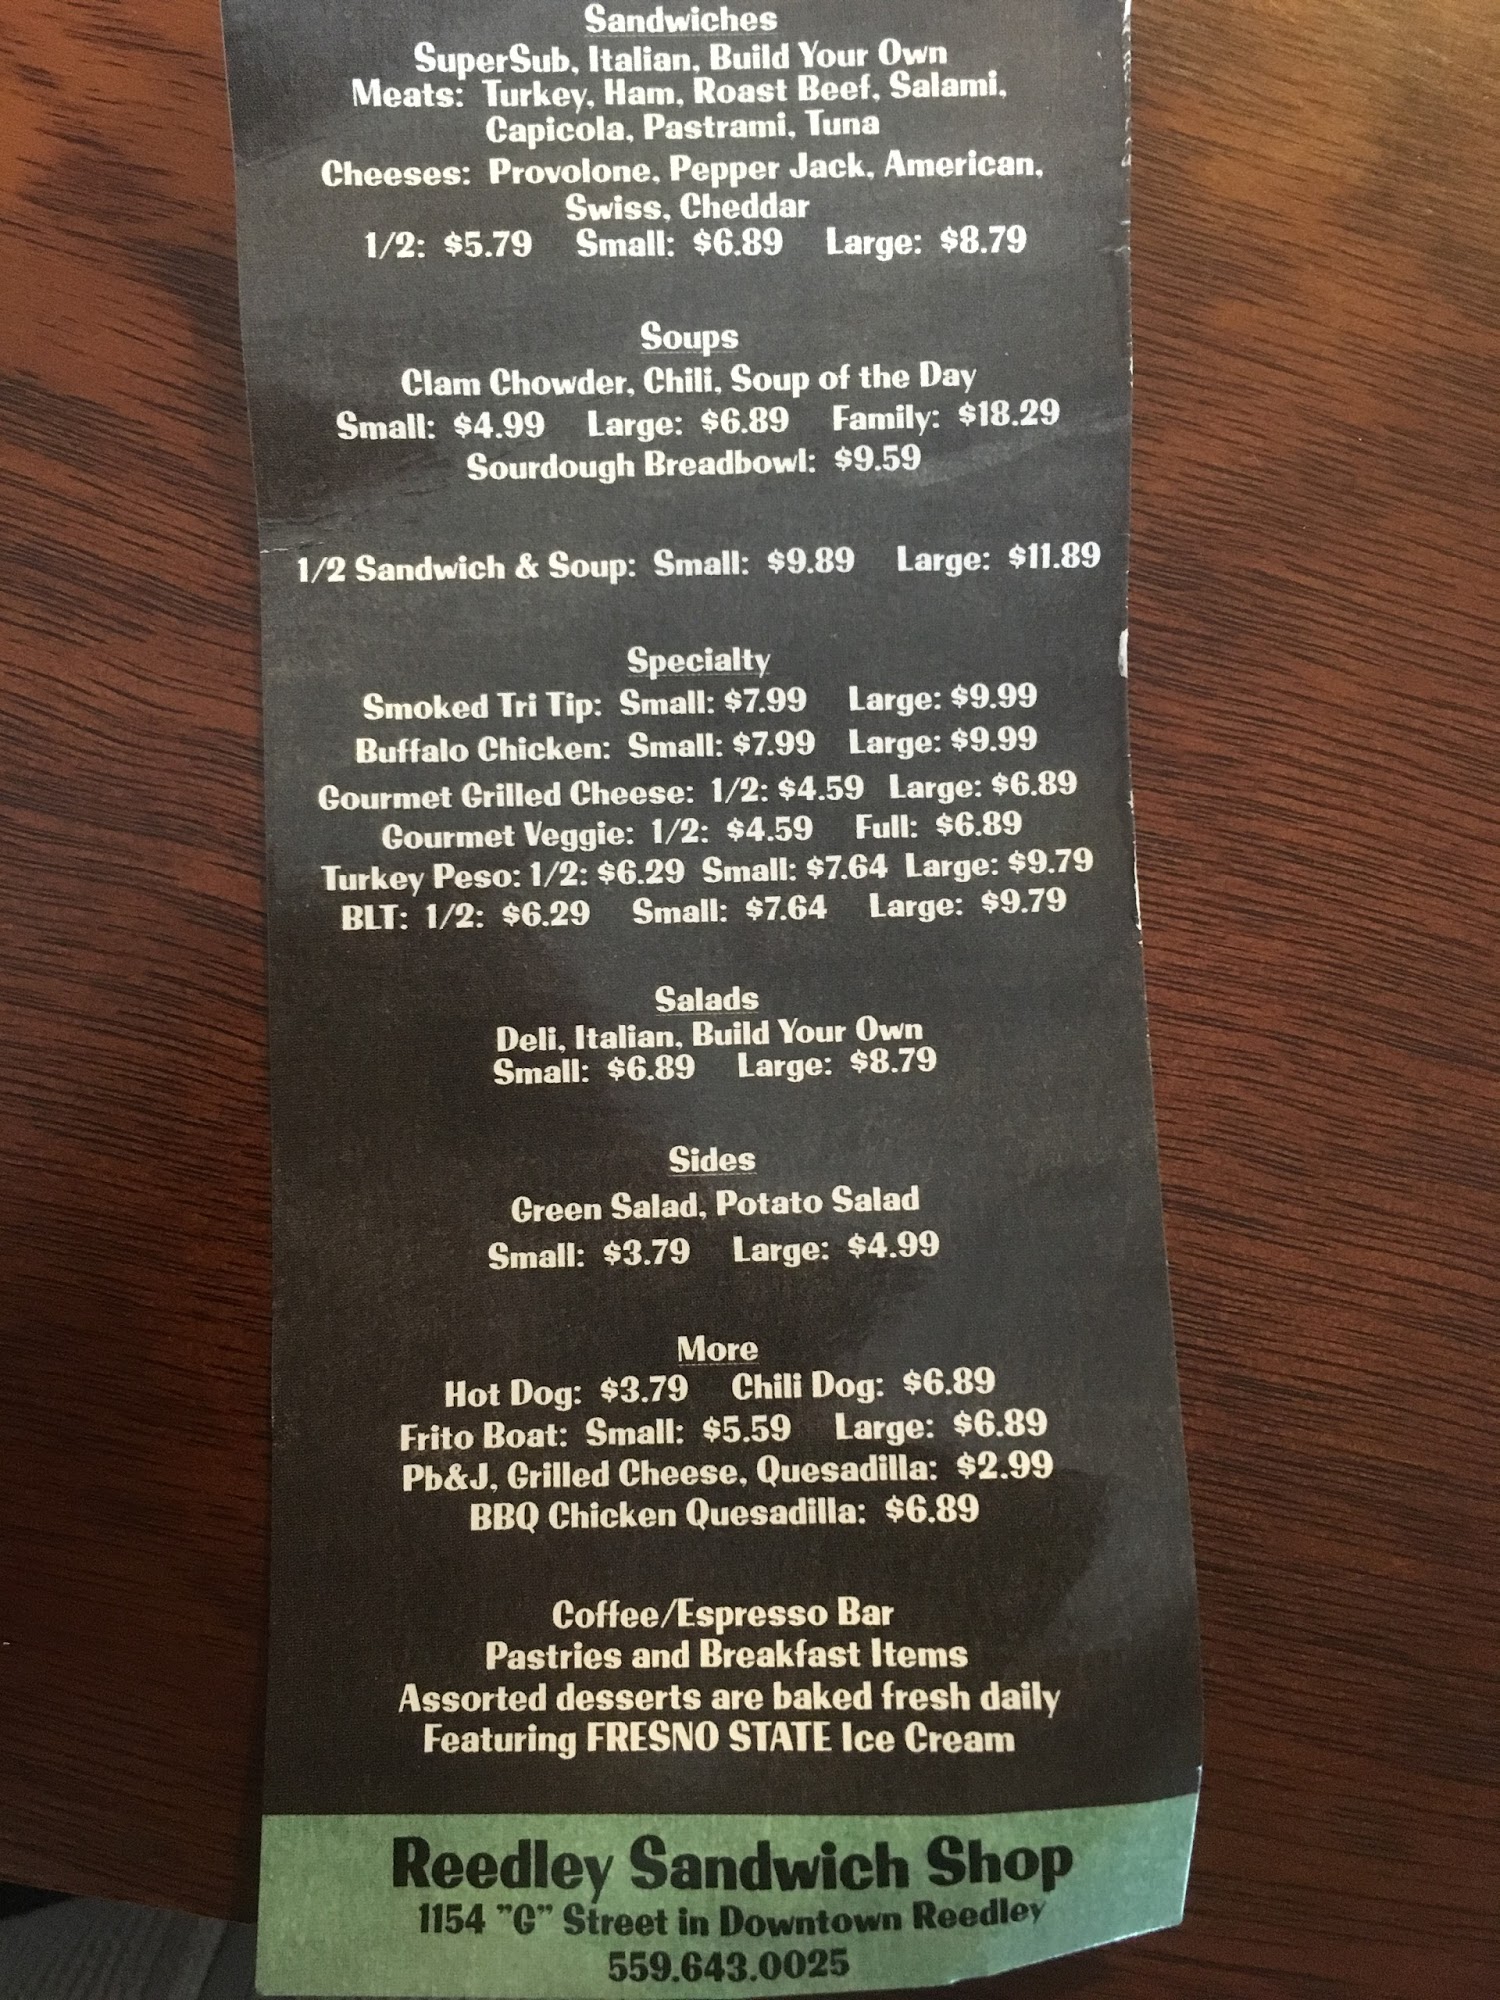 Sandwiches
SuperSub, Italian, Build Your Own
Meats: Turkey, Ham, Roast Beef, Salami,
Capicola, Pastrami, Tuna
Cheeses: Provolone, Pepper Jack, American,
Swiss, Cheddar
1/2: $5.79 Small: $6.89 Large: $8.79
Soups
Clam Chowder, Chili, Soup of the Day
Small: $4.99 Large: $6.89 Family: $18.29
Sourdough Breadbowl: $9.59
1/2 Sandwich & Soup: Small: $9.89 Large: $11.89
Specialty
Smoked Tri Tip: Small: $7.99 Large: $9.99
Buffalo Chicken: Small: $7.99 Large: $9.99
Gourmet Grilled Cheese: 1/2: $4.59 Large: $6.89
Gourmet Veggie: 1/2: $4.59 Full: $6.89
Turkey Peso: 1/2: $6.29 Small: $7.64 Large: $9.79
BLT: 1/2: $6.29 Small: $7.64 Large: $9.79
Salads
Deli, Italian, Build Your Own
Small: $6.89 Large: $8.79
Sides
Green Salad, Potato Salad
Small: $3.79 Large: $4.99
More
Hot Dog: $3.79 Chili Dog: $6.89
Frito Boat: Small: $5.59 Large: $6.89
Pb&J, Grilled Cheese, Quesadilla: $2.99
BBQ Chicken Quesadilla: $6.89
Coffee/Espresso Bar
Pastries and Breakfast Items
Assorted desserts are baked fresh daily
Featuring FRESNO STATE Ice Cream
Reedley Sandwich Shop
1154 "G" Street in Downtown Reedley
559.643.0025